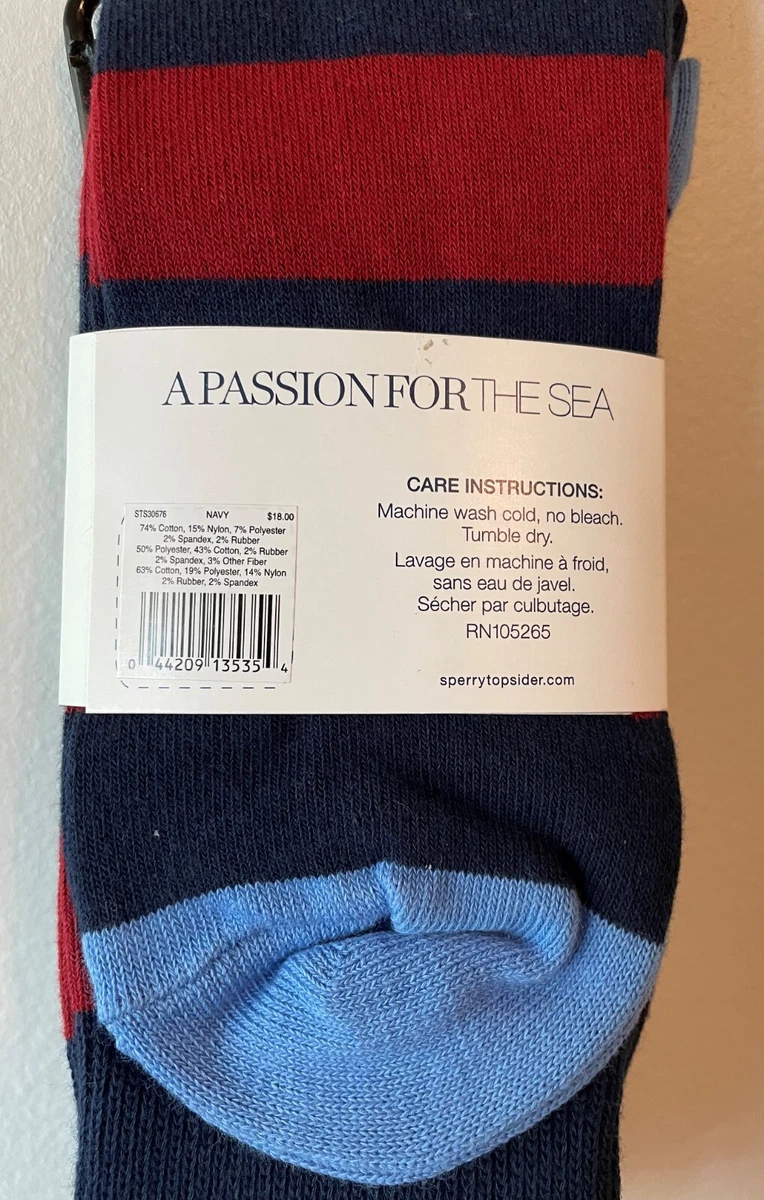 A PASSION FOR THE SEA
STS30676 NAVY $18.00
74% Cotton, 15% Nylon, 7% Polyester
2% Spandex, 2% Rubber
50% Polyester, 43% Cotton, 2% Rubber
2% Spandex, 3% Other Fiber
63% Cotton, 19% Polyester, 14% Nylon
2% Rubber, 2% Spandex
0 44209 13535 4
CARE INSTRUCTIONS:
Machine wash cold, no bleach.
Tumble dry.
Lavage en machine à froid,
sans eau de javel.
Sécher par culbutage.
RN105265
sperrytopsider.com